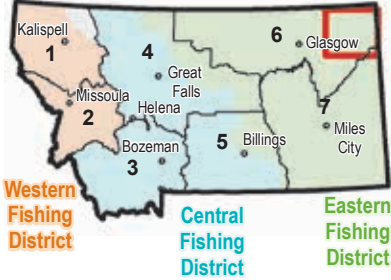 Kalispell
1
4
6
Glasgow
Great
Falls
Missoula
Helena
2
7
Miles
City
Bozeman
3
5
Billings
Western
Fishing
District
Central
Fishing
District
Eastern
Fishing
District